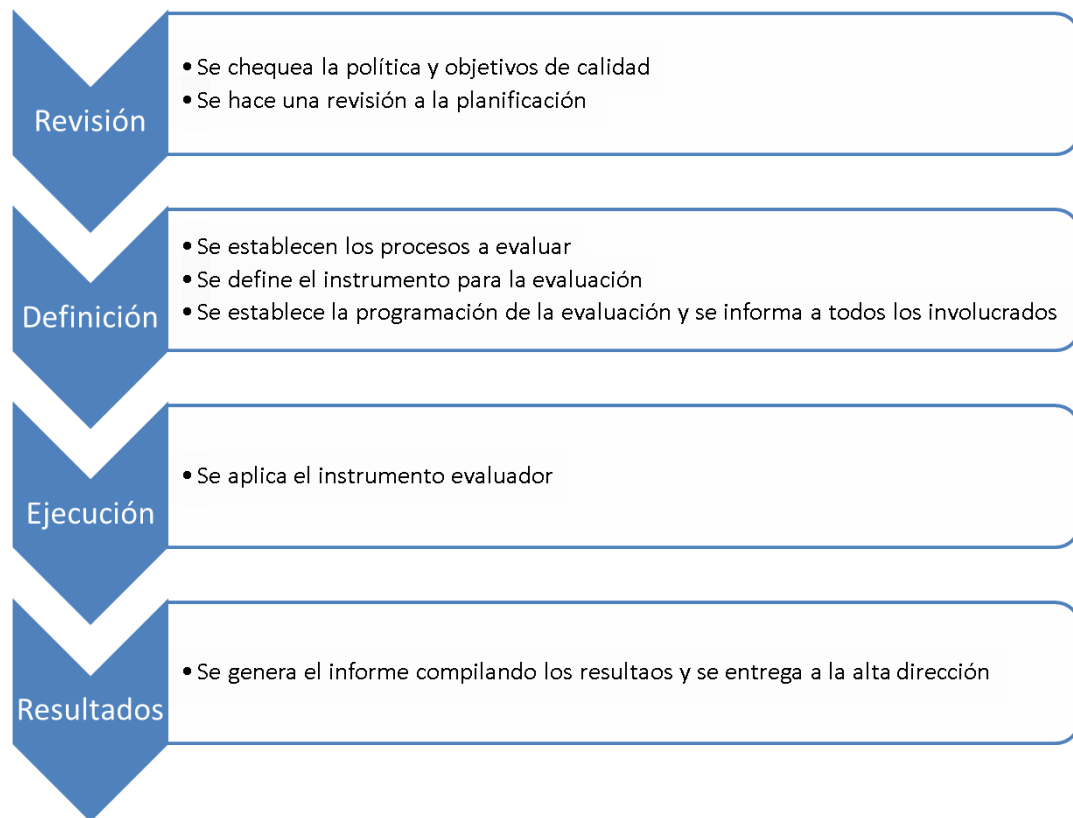 Revisión
• Se chequea la política y objetivos de calidad
• Se hace una revisión a la planificación
Definición
• Se establecen los procesos a evaluar
• Se define el instrumento para la evaluación
• Se establece la programación de la evaluación y se informa a todos los involucrados
Ejecución
• Se aplica el instrumento evaluador
Resultados
• Se genera el informe compilando los resultaos y se entrega a la alta dirección